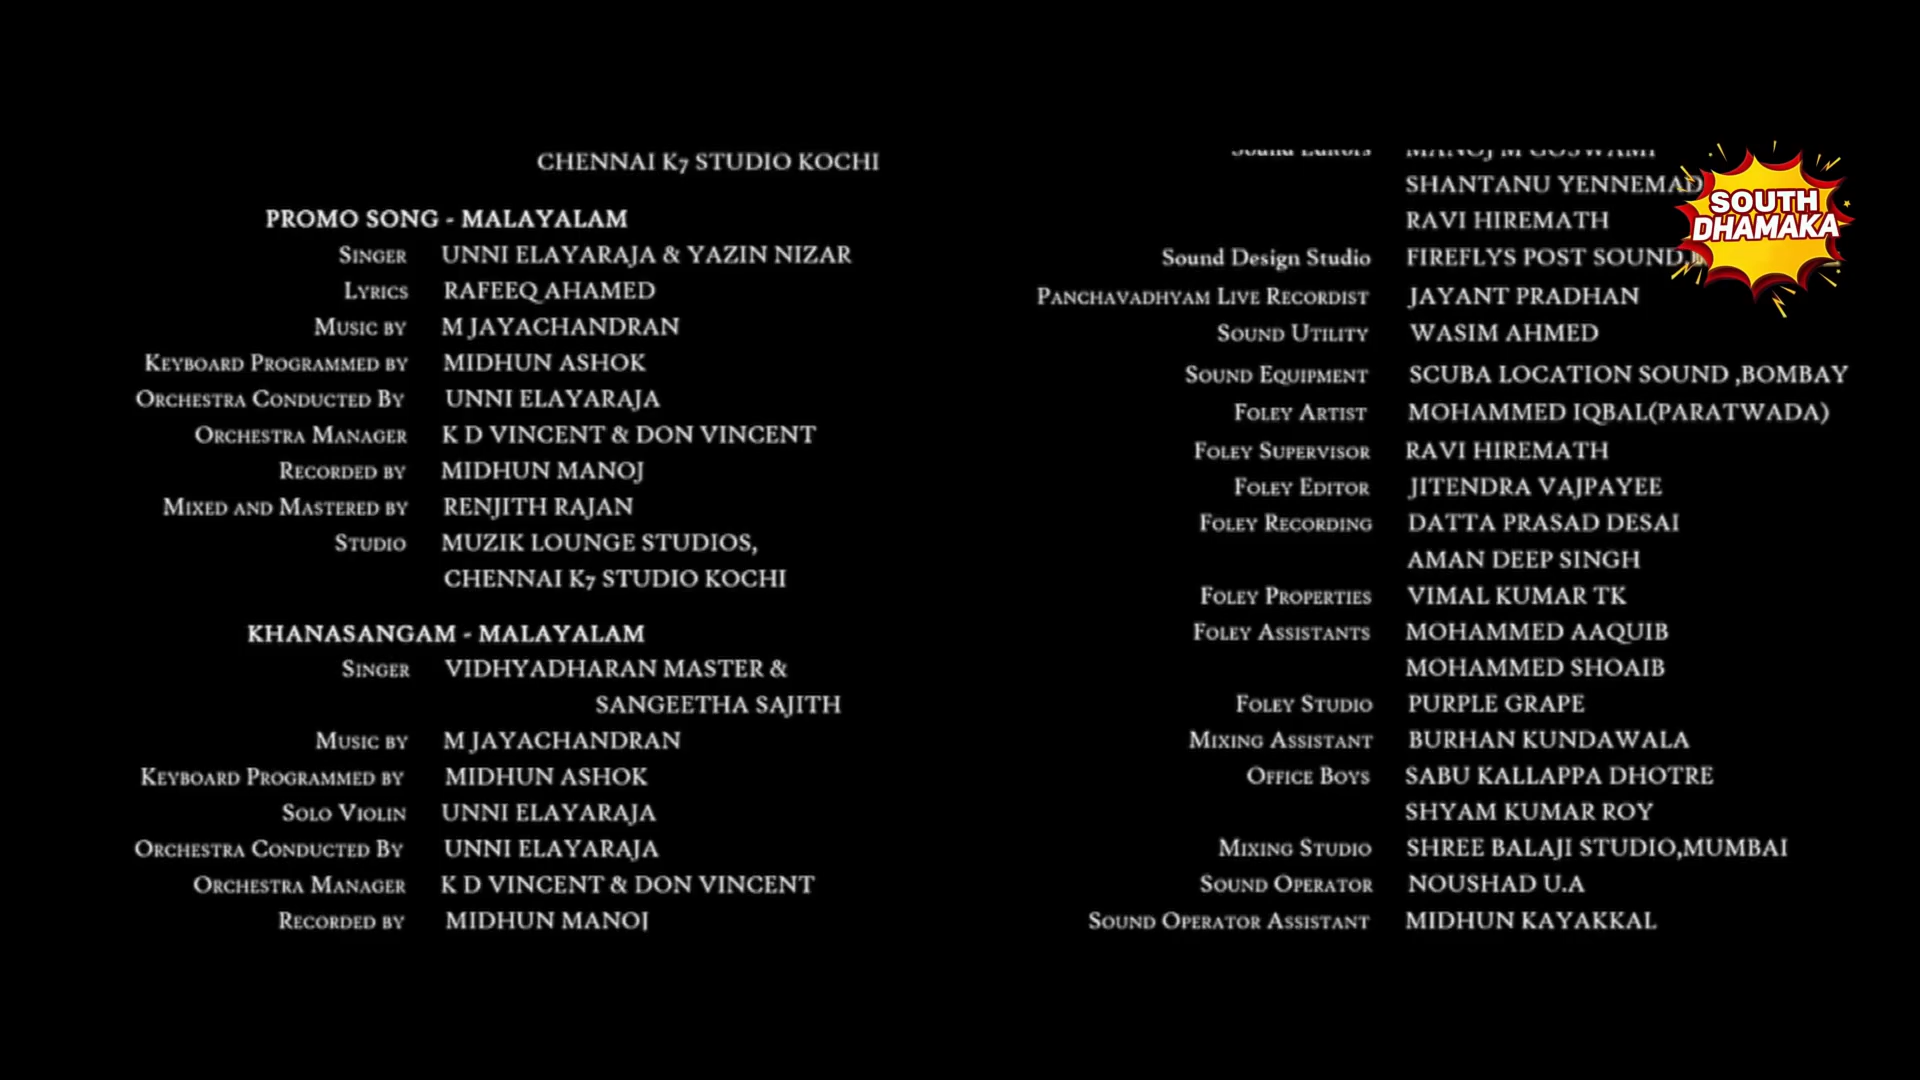 CHENNAI K7 STUDIO KOCHI
PROMO SONG - MALAYALAM
SINGER UNNI ELAYARAJA & YAZIN NIZAR
LYRICS RAFEEQ AHAMED
MUSIC BY M JAYACHANDRAN
KEYBOARD PROGRAMMED BY MIDHUN ASHOK
ORCHESTRA CONDUCTED BY UNNI ELAYARAJA
ORCHESTRA MANAGER K D VINCENT & DON VINCENT
RECORDED BY MIDHUN MANOJ
MIXED AND MASTERED BY RENJITH RAJAN
STUDIO MUZIK LOUNGE STUDIOS,
CHENNAI K7 STUDIO KOCHI
KHANASANGAM - MALAYALAM
SINGER VIDHYADHARAN MASTER &
SANGEETHA SAJITH
MUSIC BY M JAYACHANDRAN
KEYBOARD PROGRAMMED BY MIDHUN ASHOK
SOLO VIOLIN UNNI ELAYARAJA
ORCHESTRA CONDUCTED BY UNNI ELAYARAJA
ORCHESTRA MANAGER K D VINCENT & DON VINCENT
RECORDED BY MIDHUN MANOJ
Sound Editors MANOJ M GOSWAMI
SHANTANU YENNEMAD
RAVI HIREMATH
Sound Design Studio FIREFLYS POST SOUND,
PANCHAVADHYAM LIVE RECORDIST JAYANT PRADHAN
SOUND UTILITY WASIM AHMED
SOUND EQUIPMENT SCUBA LOCATION SOUND ,BOMBAY
FOLEY ARTIST MOHAMMED IQBAL(PARATWADA)
FOLEY SUPERVISOR RAVI HIREMATH
FOLEY EDITOR JITENDRA VAJPAYEE
FOLEY RECORDING DATTA PRASAD DESAI
AMAN DEEP SINGH
FOLEY PROPERTIES VIMAL KUMAR TK
FOLEY ASSISTANTS MOHAMMED AAQUIB
MOHAMMED SHOAIB
FOLEY STUDIO PURPLE GRAPE
MIXING ASSISTANT BURHAN KUNDAWALA
OFFICE BOYS SABU KALLAPPA DHOTRE
SHYAM KUMAR ROY
MIXING STUDIO SHREE BALAJI STUDIO,MUMBAI
SOUND OPERATOR NOUSHAD U.A
SOUND OPERATOR ASSISTANT MIDHUN KAYAKKAL
SOUTH
DHAMAKA